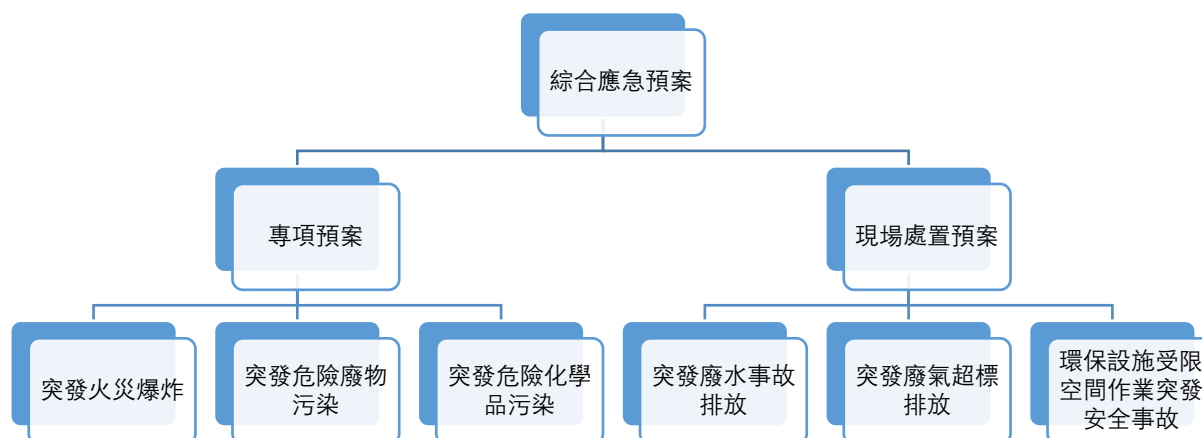 綜合應急預案
專項預案
現場處置預案
突發火災爆炸
突發危險廢物
污染
突發危險化學
品污染
突發廢水事故
排放
突發廢氣超標
排放
環保設施受限
空間作業突發
安全事故